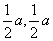 1/2 a, 1/2 a